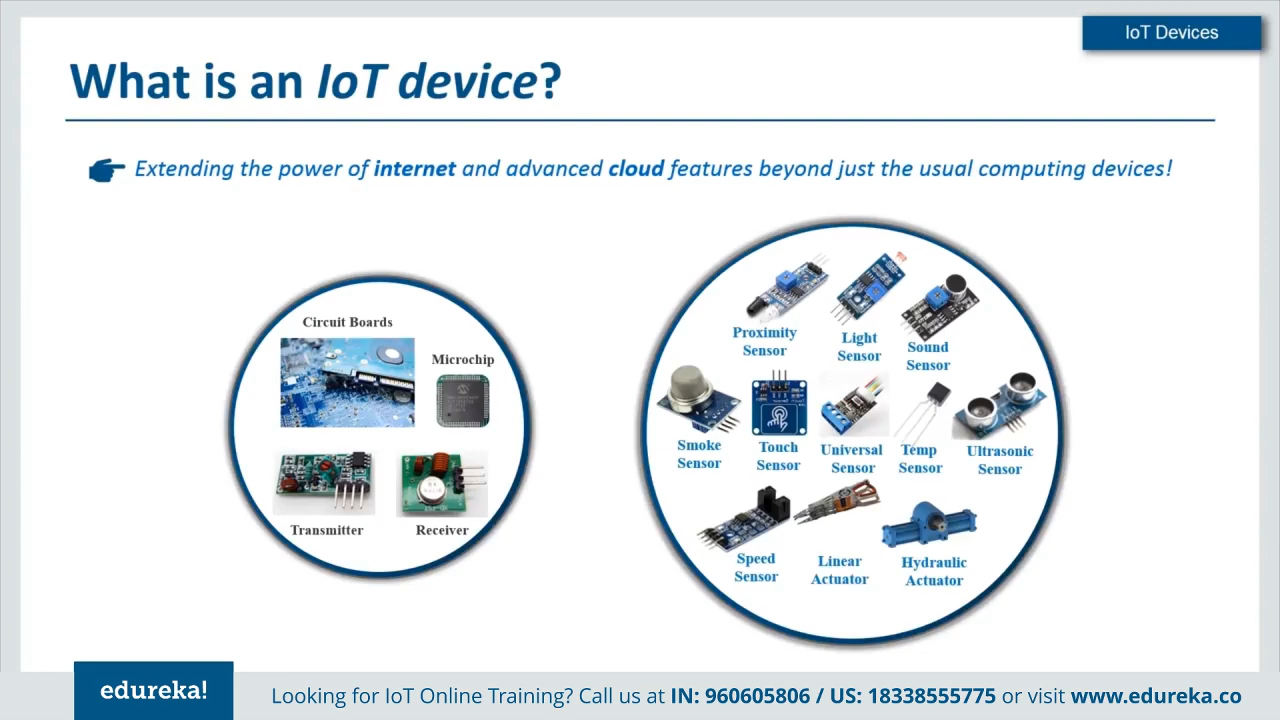 IoT Devices
What is an IoT device?
Extending the power of internet and advanced cloud features beyond just the usual computing devices!
Circuit Boards
Microchip
Transmitter
Receiver
Proximity
Sensor
Light
Sensor
Sound
Sensor
Smoke
Sensor
Touch
Sensor
Universal
Sensor
Temp
Sensor
Ultrasonic
Sensor
Speed
Sensor
Linear
Actuator
Hydraulic
Actuator
edureka!
Looking for IoT Online Training? Call us at IN: 960605806 / US: 18338555775 or visit www.edureka.co